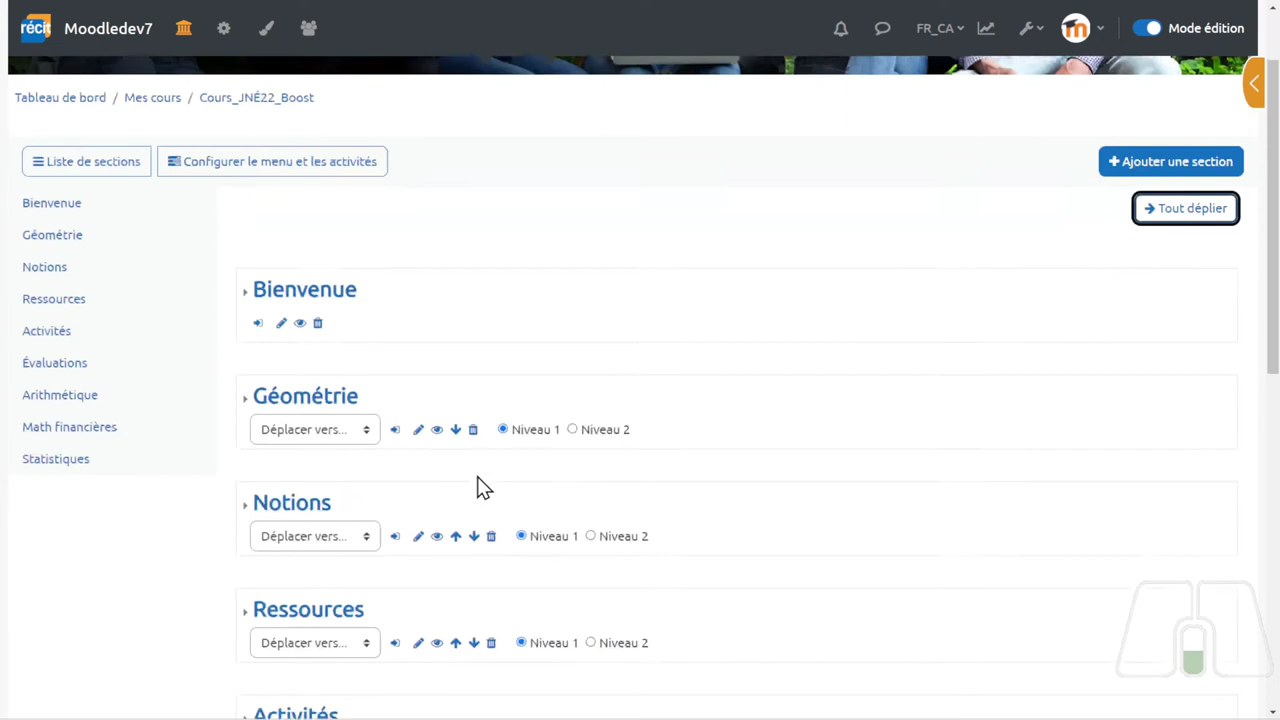 récit Moodledev7 FR_CA Mode édition
Tableau de bord / Mes cours / Cours_JNÉ22_Boost
Liste de sections Configurer le menu et les activités Ajouter une section
Tout déplier
Bienvenue
Géométrie
Notions
Ressources
Activités
Évaluations
Arithmétique
Math financières
Statistiques
Bienvenue
Géométrie
Déplacer vers... Niveau 1 Niveau 2
Notions
Déplacer vers... Niveau 1 Niveau 2
Ressources
Déplacer vers... Niveau 1 Niveau 2
Activités